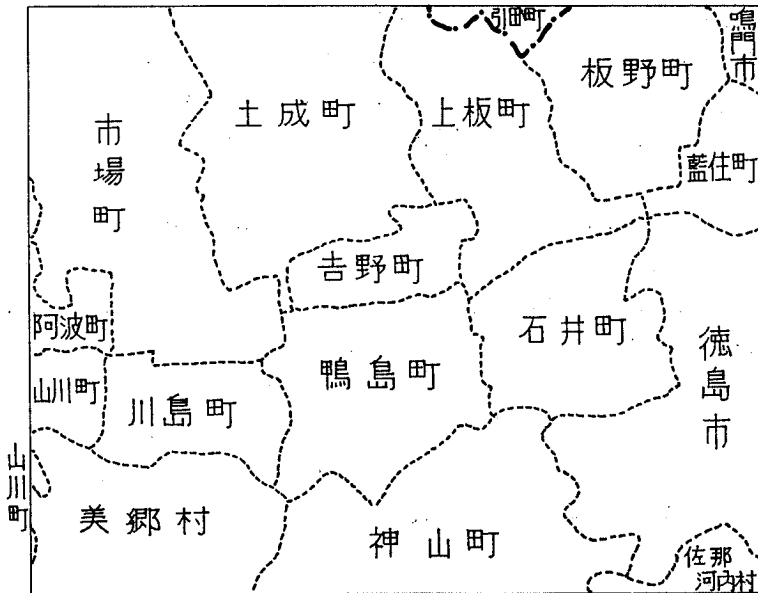 引田町
鳴門市
板野町
土成町
上板町
市場町
藍住町
吉野町
阿波町
石井町
徳島市
鴨島町
山川町
川島町
山川町
美郷村
神山町
佐那
河内村